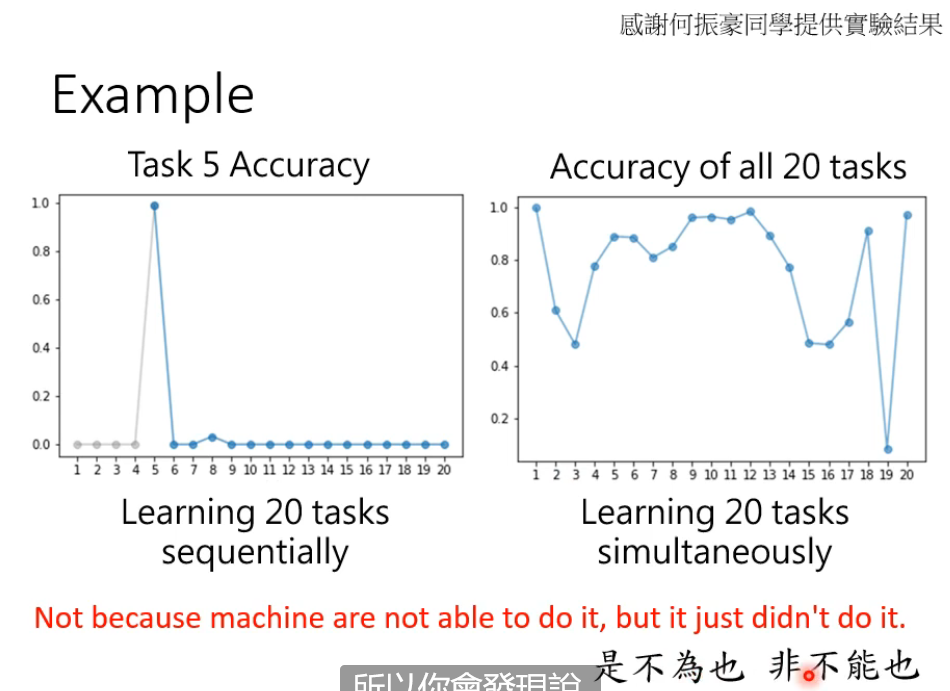 感謝何振豪同學提供實驗結果
Example
Task 5 Accuracy
Accuracy of all 20 tasks
1.0
0.8
0.6
0.4
0.2
0.0
1 2 3 4 5 6 7 8 9 10 11 12 13 14 15 16 17 18 19 20
1.0
0.8
0.6
0.4
0.2
1 2 3 4 5 6 7 8 9 10 11 12 13 14 15 16 17 18 19 20
Learning 20 tasks
sequentially
Learning 20 tasks
simultaneously
Not because machine are not able to do it, but it just didn't do it.
是不為也 非不能也
所以你會發現說